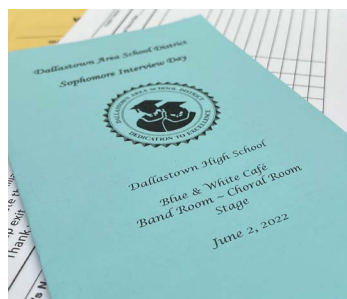 Dallastown Area School District
Sophomore Interview Day
DALLASTOWN AREA SCHOOL DISTRICT
DEDICATION TO EXCELLENCE
Dallastown High School
Blue & White Café
Band Room ~ Choral Room
Stage
June 2, 2022
Thank